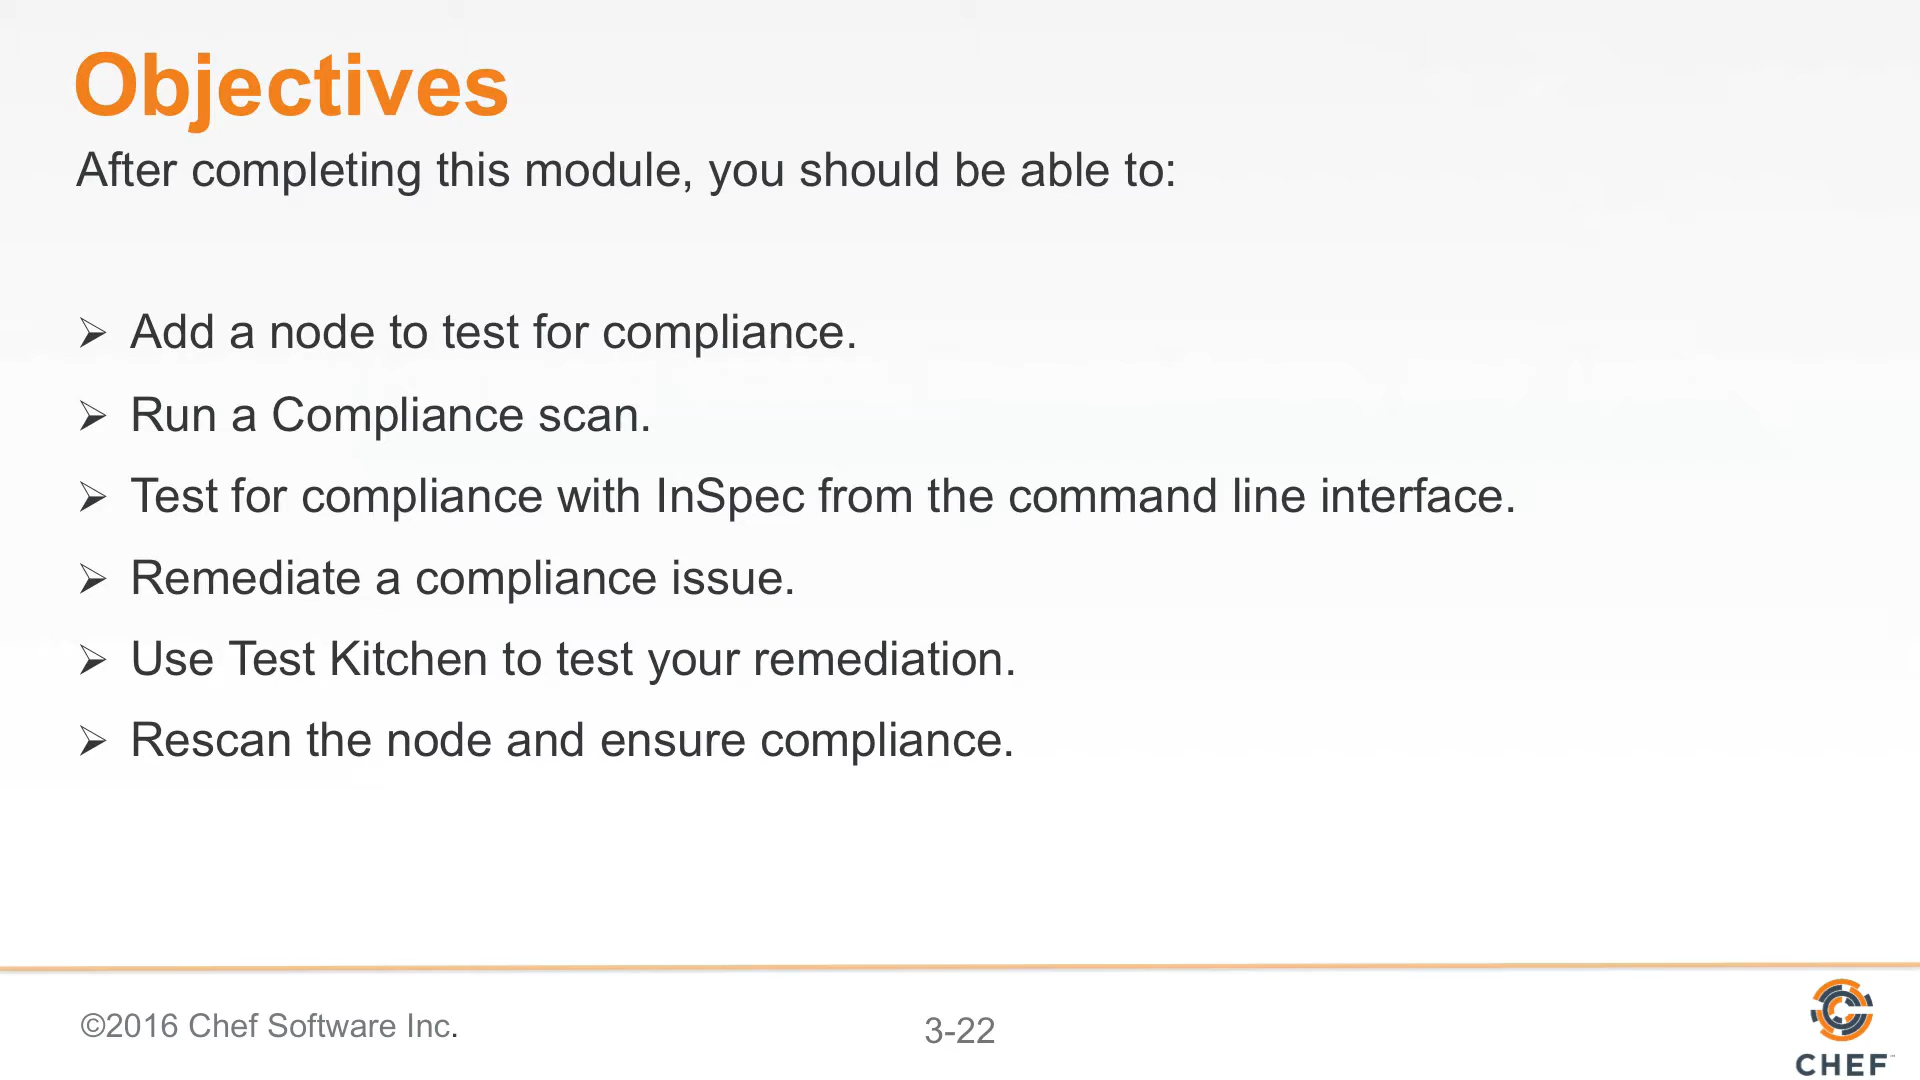 Objectives
After completing this module, you should be able to:
➢ Add a node to test for compliance.
➢ Run a Compliance scan.
➢ Test for compliance with InSpec from the command line interface.
➢ Remediate a compliance issue.
➢ Use Test Kitchen to test your remediation.
➢ Rescan the node and ensure compliance.
©2016 Chef Software Inc.
3-22
CHEF™